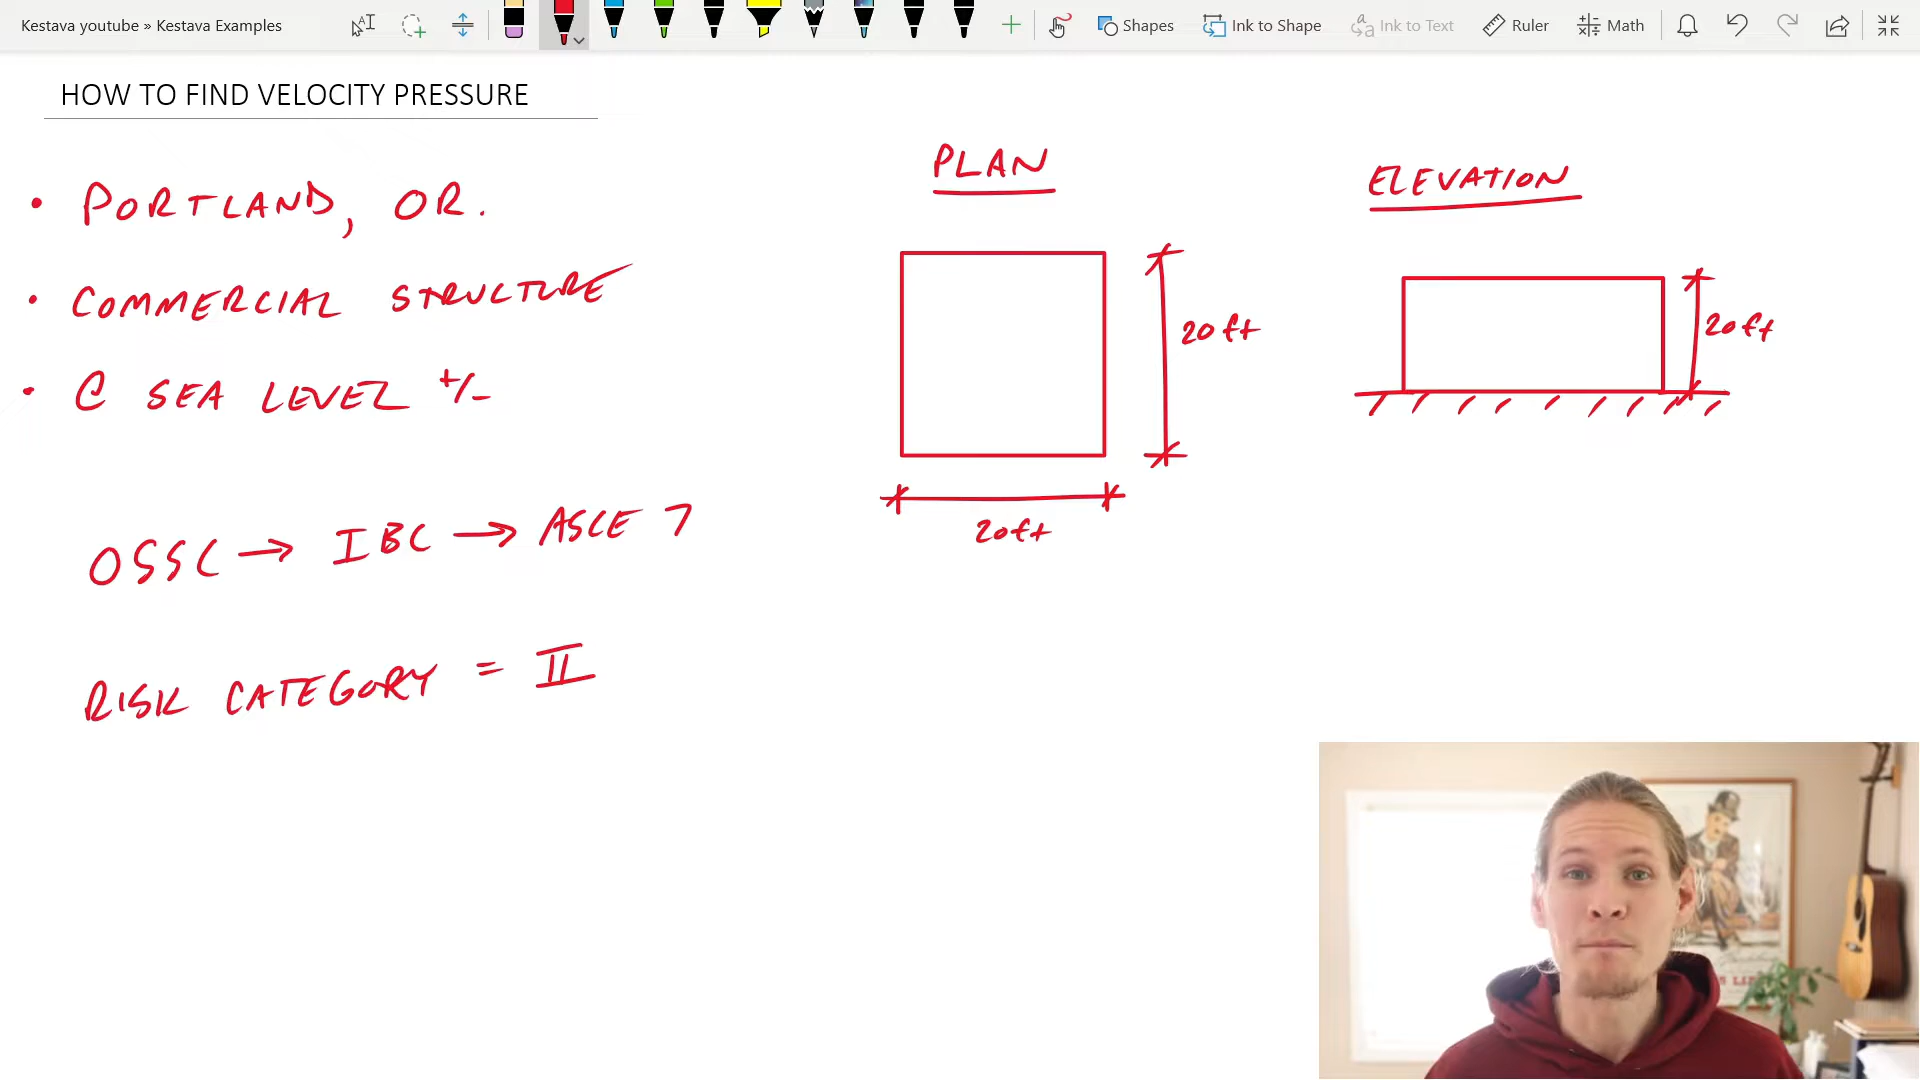 Kestava youtube » Kestava Examples
Shapes
Ink to Shape
Ink to Text
Ruler
Math
HOW TO FIND VELOCITY PRESSURE
• PORTLAND, OR.
• COMMERCIAL STRUCTURE
• @ SEA LEVEL +/-
OSSC → IBC → ASCE 7
RISK CATEGORY = II
PLAN
20ft
20ft
ELEVATION
20ft